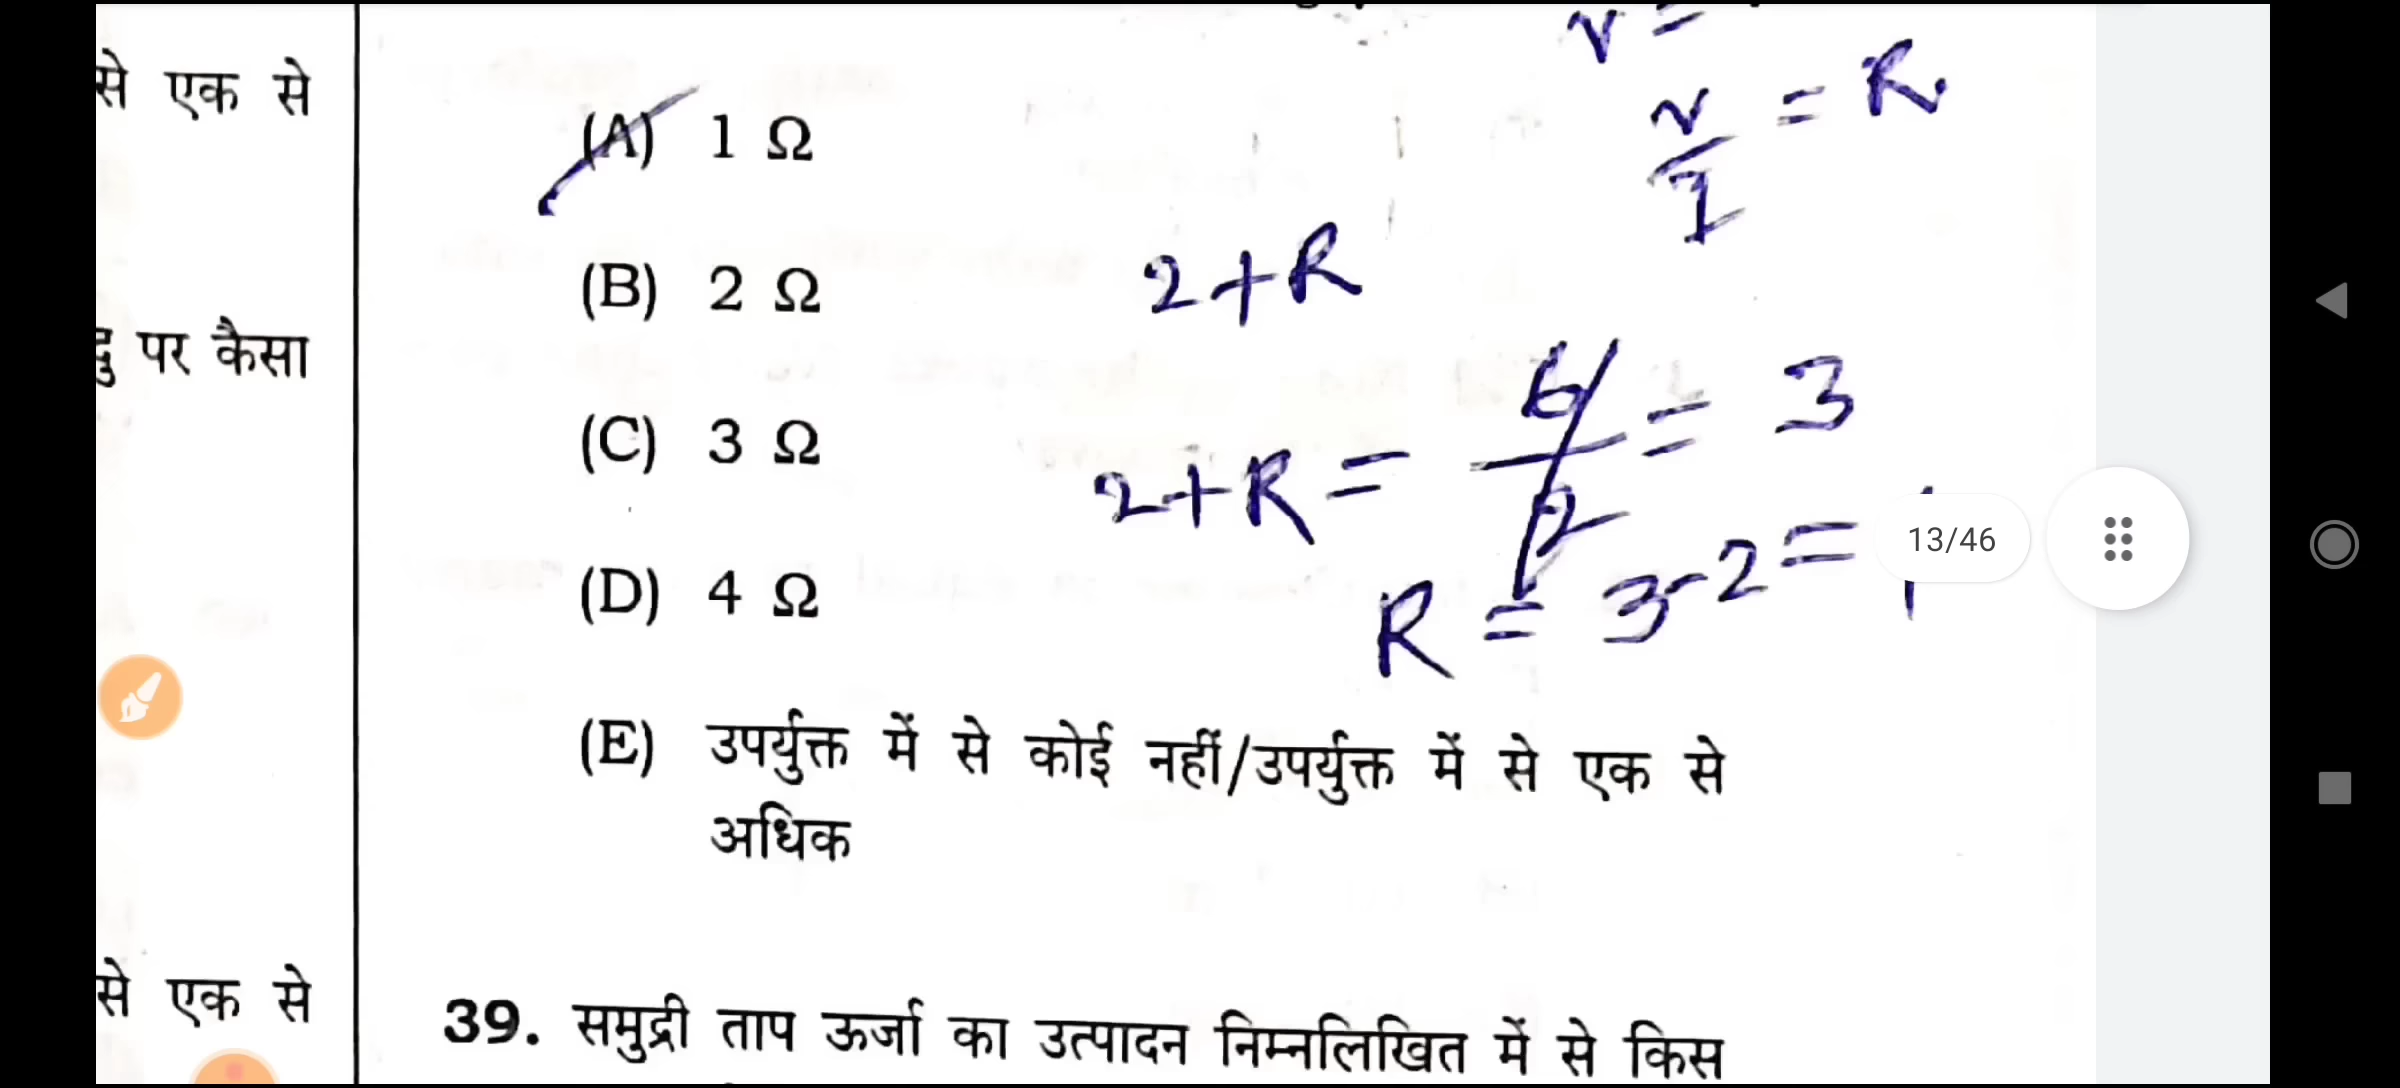 से एक से
दु पर कैसा
से एक से
(A) 1 Ω
(B) 2 Ω
(C) 3 Ω
(D) 4 Ω
(E) उपर्युक्त में से कोई नहीं/उपर्युक्त में से एक से
अधिक
39. समुद्री ताप ऊर्जा का उत्पादन निम्नलिखित में से किस
V =
V/I = R
2+R
2+R = 6/2 = 3
R = 3-2 = 1
13/46